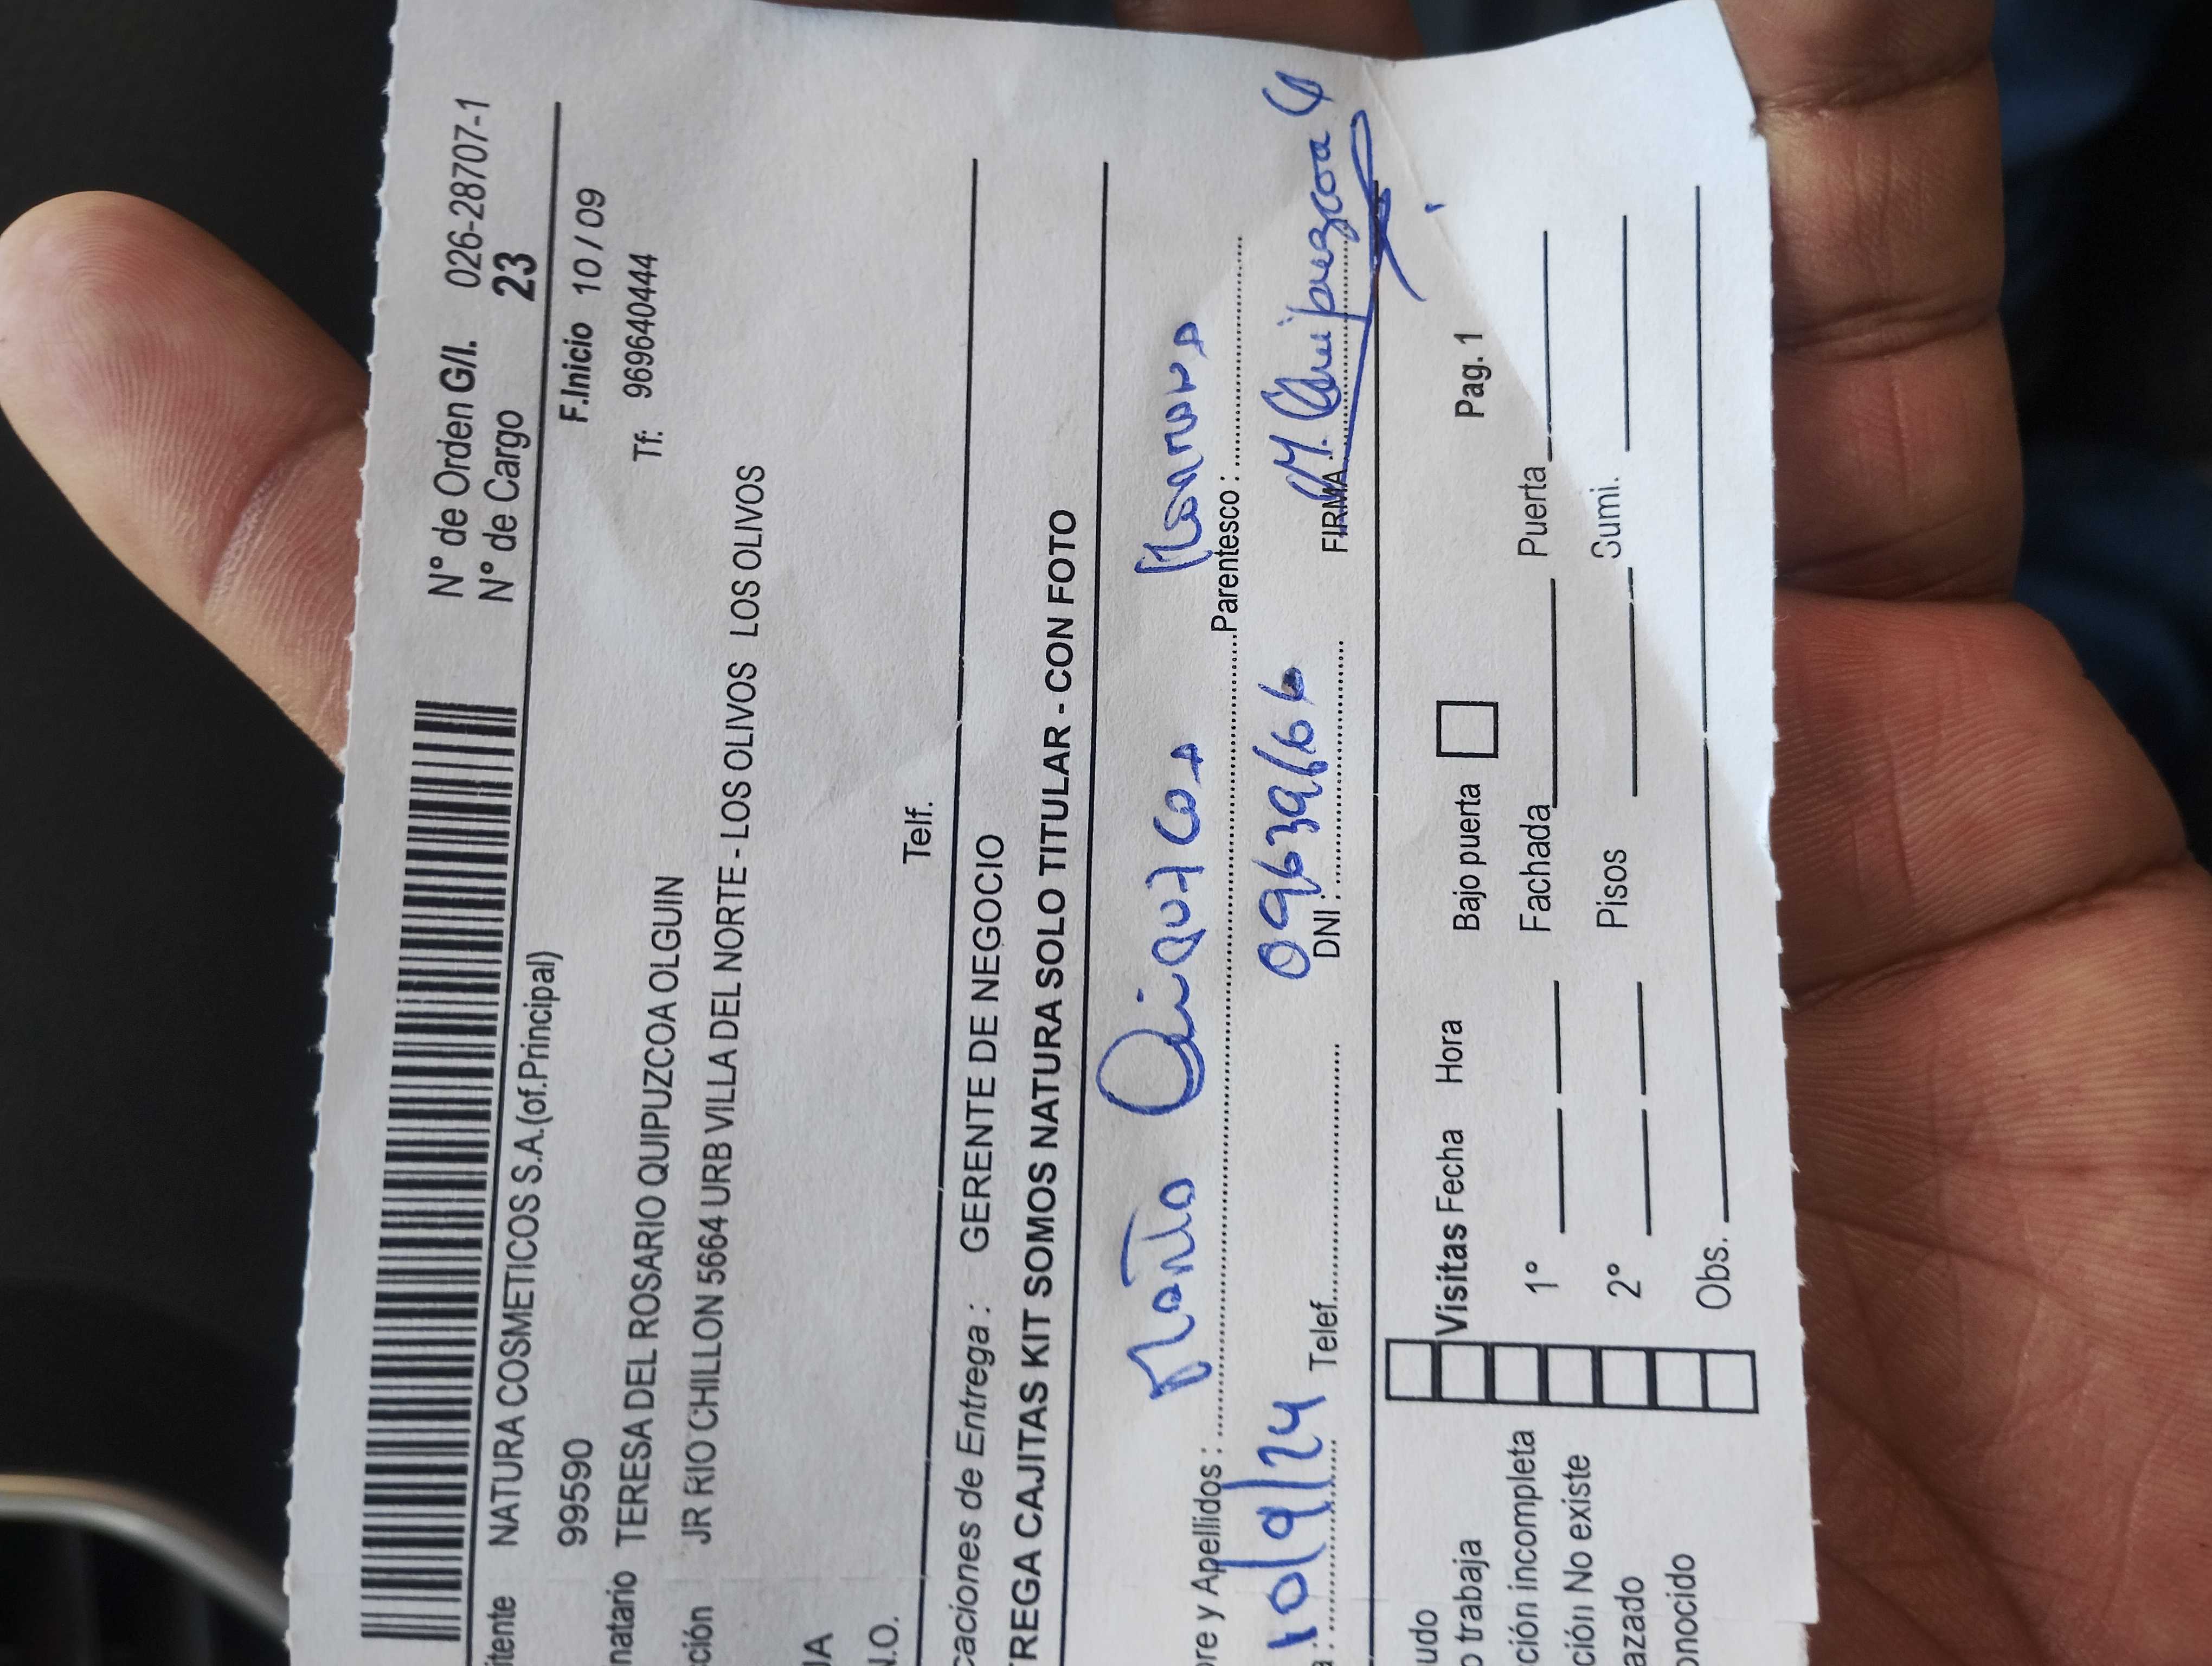 N° de Orden G/I. 026-28707-1
N° de Cargo 23
itente NATURA COSMETICOS S.A.(of.Principal)
F.Inicio 10 / 09
99590
natario TERESA DEL ROSARIO QUIPUZCOA OLGUIN
Tf: 969640444
cción JR RIO CHILLON 5664 URB VILLA DEL NORTE - LOS OLIVOS LOS OLIVOS
IA
N.O. Telf.
caciones de Entrega : GERENTE DE NEGOCIO
TREGA CAJITAS KIT SOMOS NATURA SOLO TITULAR - CON FOTO
bre y Apellidos : Parentesco :
10/9/24 Telef. DNI : FIRMA
udo
Visitas Fecha Hora Bajo puerta Pag. 1
o trabaja
ción incompleta 1° Fachada Puerta
ción No existe
azado 2° Pisos Sumi.
onocido
Obs.